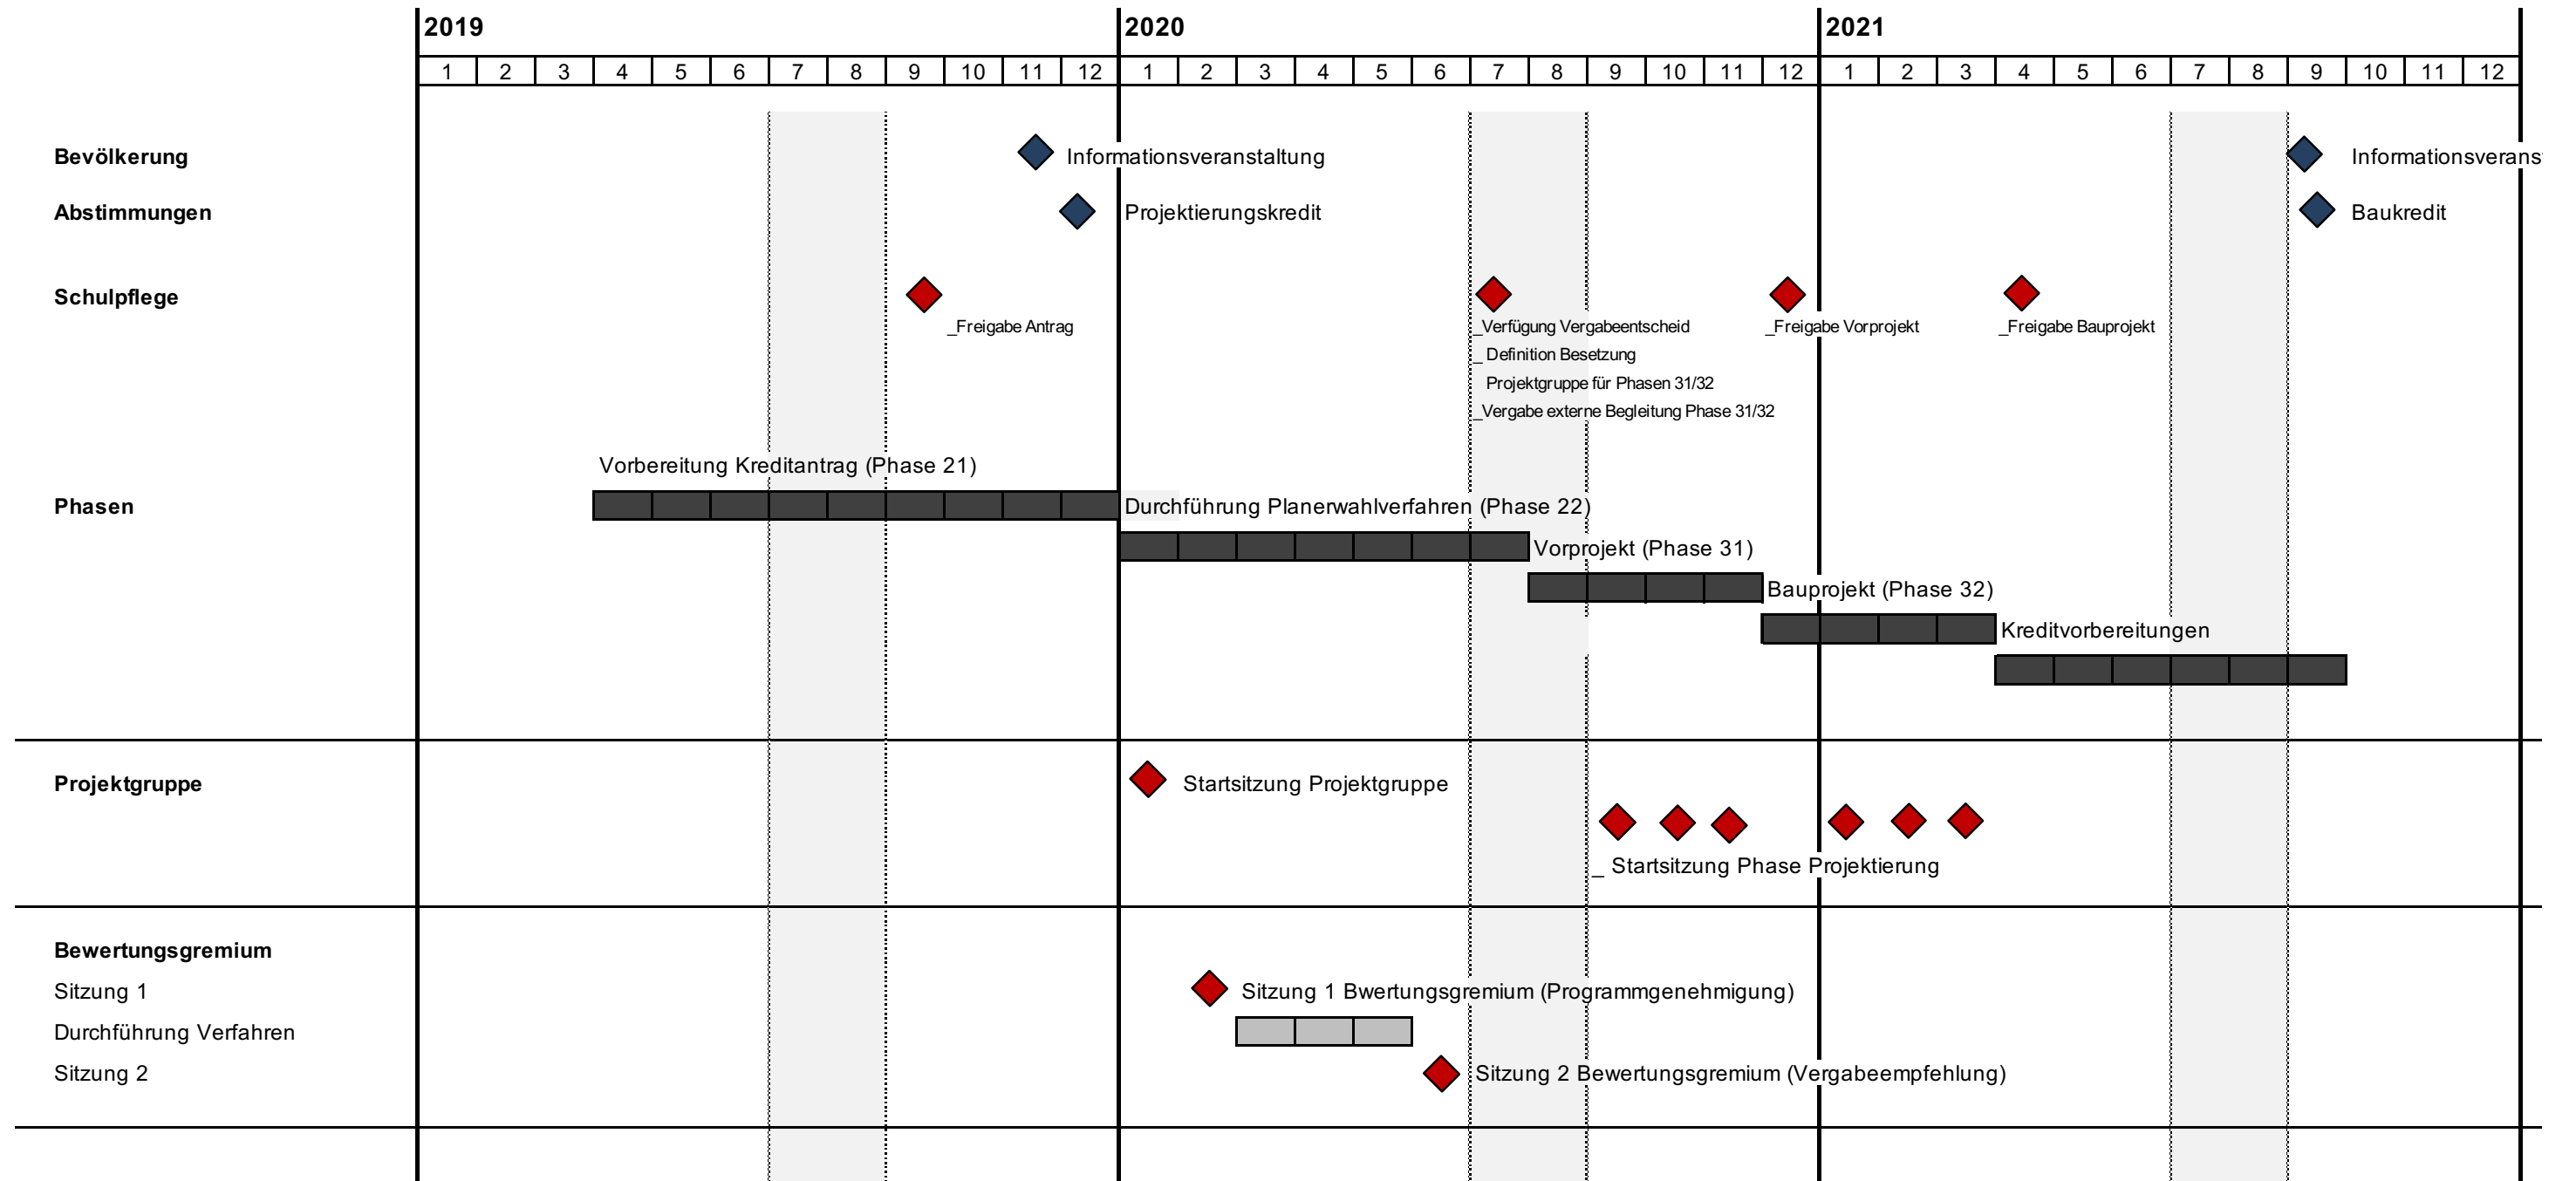 2019 2020 2021
1 2 3 4 5 6 7 8 9 10 11 12 1 2 3 4 5 6 7 8 9 10 11 12 1 2 3 4 5 6 7 8 9 10 11 12
Bevölkerung Informationsveranstaltung Informationsverans
Abstimmungen Projektierungskredit Baukredit
Schulpflege
_Freigabe Antrag _Verfügung Vergabeentscheid _Freigabe Vorprojekt _Freigabe Bauprojekt
_ Definition Besetzung
Projektgruppe für Phasen 31/32
_Vergabe externe Begleitung Phase 31/32
Vorbereitung Kreditantrag (Phase 21)
Phasen Durchführung Planerwahlverfahren (Phase 22)
Vorprojekt (Phase 31)
Bauprojekt (Phase 32)
Kreditvorbereitungen
Projektgruppe Startsitzung Projektgruppe
_ Startsitzung Phase Projektierung
Bewertungsgremium
Sitzung 1 Sitzung 1 Bwertungsgremium (Programmgenehmigung)
Durchführung Verfahren
Sitzung 2 Sitzung 2 Bewertungsgremium (Vergabeempfehlung)